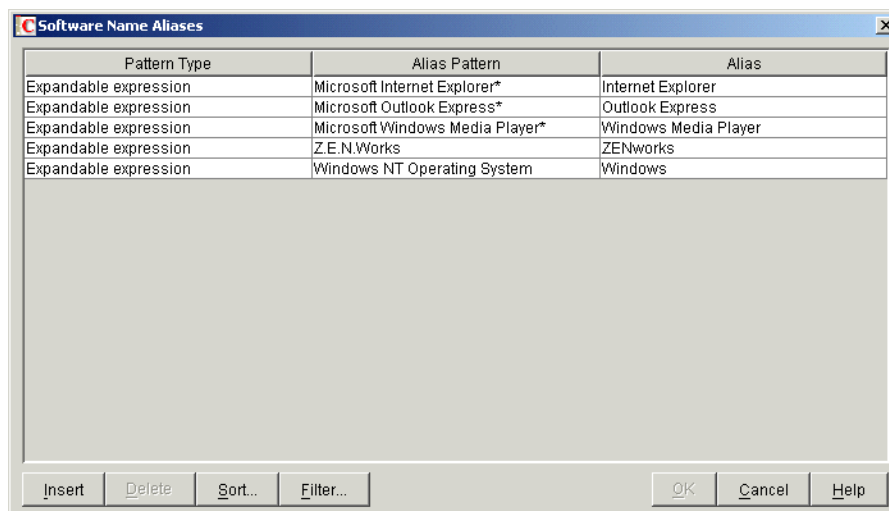 Software Name Aliases
Pattern Type Alias Pattern Alias
Expandable expression Microsoft Internet Explorer* Internet Explorer
Expandable expression Microsoft Outlook Express* Outlook Express
Expandable expression Microsoft Windows Media Player* Windows Media Player
Expandable expression Z.E.N.Works ZENworks
Expandable expression Windows NT Operating System Windows
Insert Delete Sort... Filter... OK Cancel Help